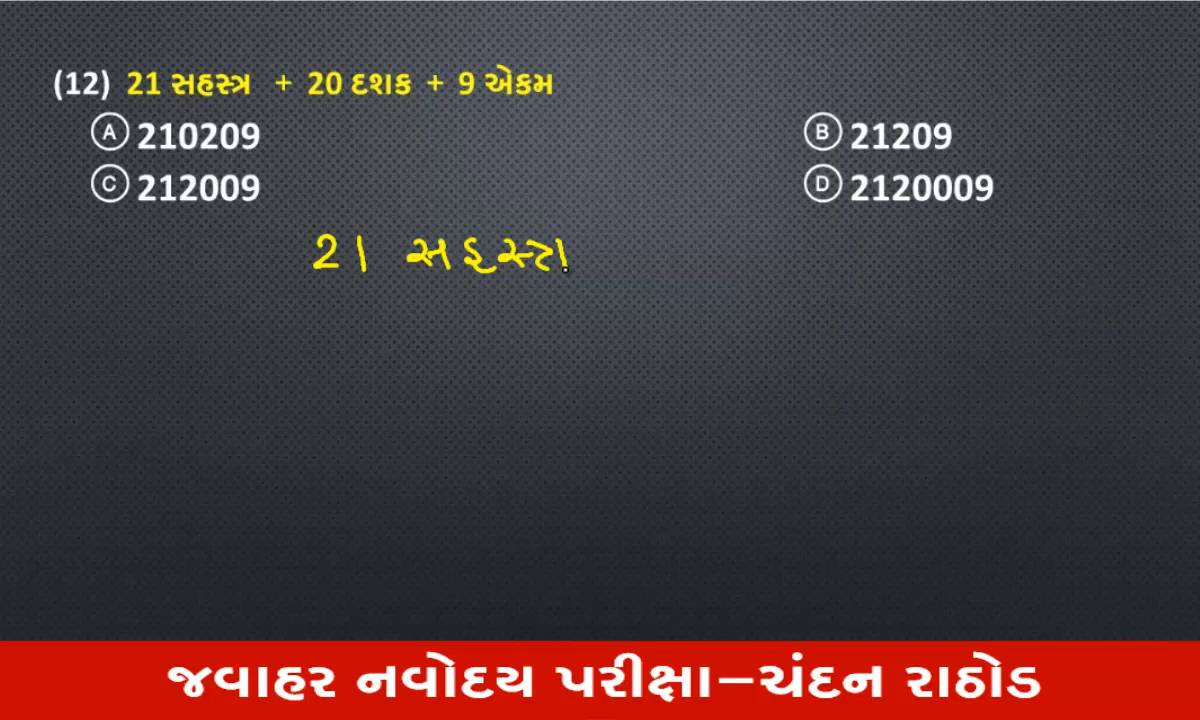 (12) 21 સહસ્ત્ર + 20 દશક + 9 એકમ
A 210209
B 21209
C 212009
D 2120009
21 સહસ્ત્ર
જવાહર નવોદય પરીક્ષા–ચંદન રાઠોડ